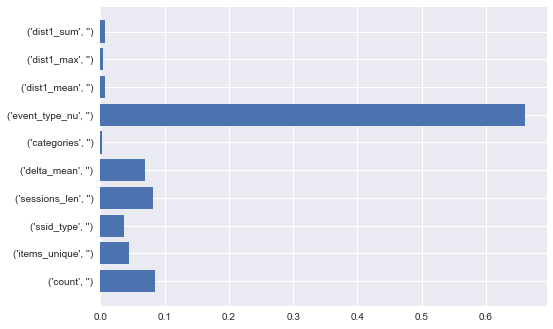 ('dist1_sum', '')
('dist1_max', '')
('dist1_mean', '')
('event_type_nu', '')
('categories', '')
('delta_mean', '')
('sessions_len', '')
('ssid_type', '')
('items_unique', '')
('count', '')
0.0 0.1 0.2 0.3 0.4 0.5 0.6